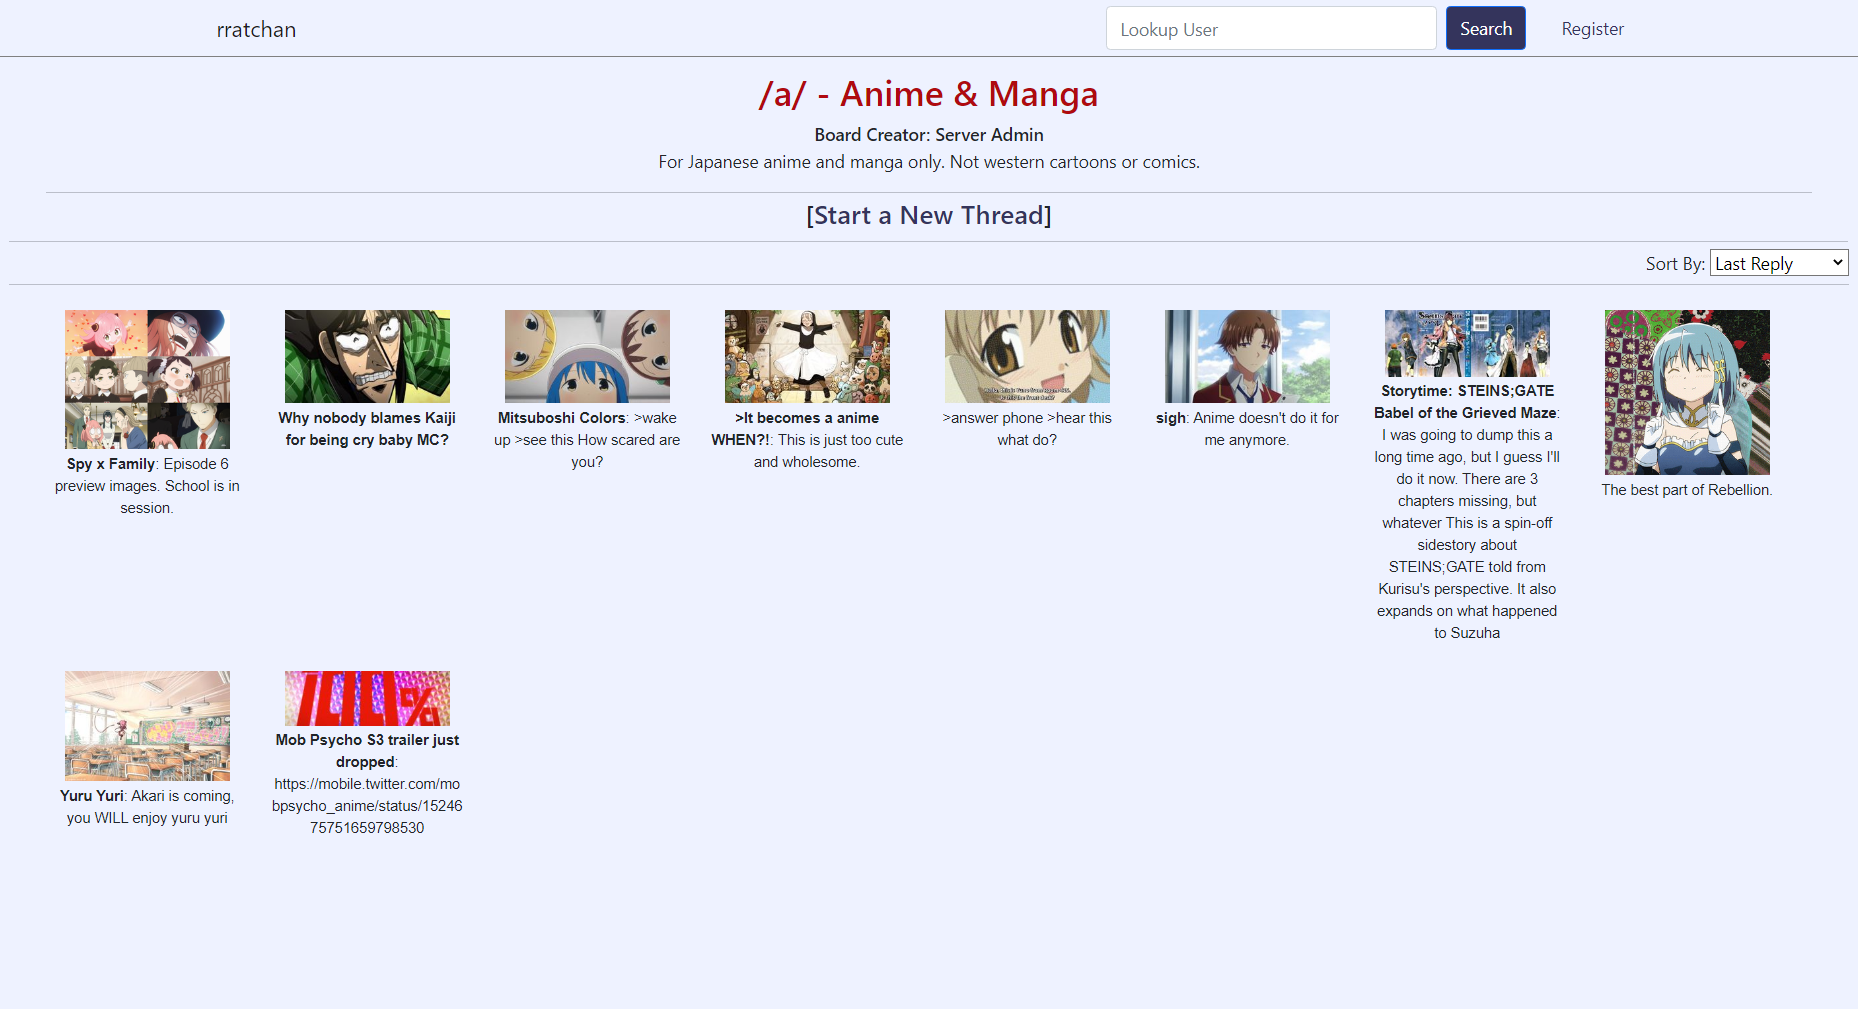 rratchan
Lookup User
Search
Register
/a/ - Anime & Manga
Board Creator: Server Admin
For Japanese anime and manga only. Not western cartoons or comics.
[Start a New Thread]
Sort By: Last Reply
Spy x Family: Episode 6
preview images. School is in
session.
Why nobody blames Kaiji
for being cry baby MC?
Mitsuboshi Colors: >wake
up >see this How scared are
you?
>It becomes a anime
WHEN?!: This is just too cute
and wholesome.
>answer phone >hear this
what do?
sigh: Anime doesn't do it for
me anymore.
Storytime: STEINS;GATE
Babel of the Grieved Maze:
I was going to dump this a
long time ago, but I guess I'll
do it now. There are 3
chapters missing, but
whatever This is a spin-off
sidestory about
STEINS;GATE told from
Kurisu's perspective. It also
expands on what happened
to Suzuha
The best part of Rebellion.
Yuru Yuri: Akari is coming,
you WILL enjoy yuru yuri
100%
Mob Psycho S3 trailer just
dropped:
https://mobile.twitter.com/mo
bpsycho_anime/status/15246
75751659798530